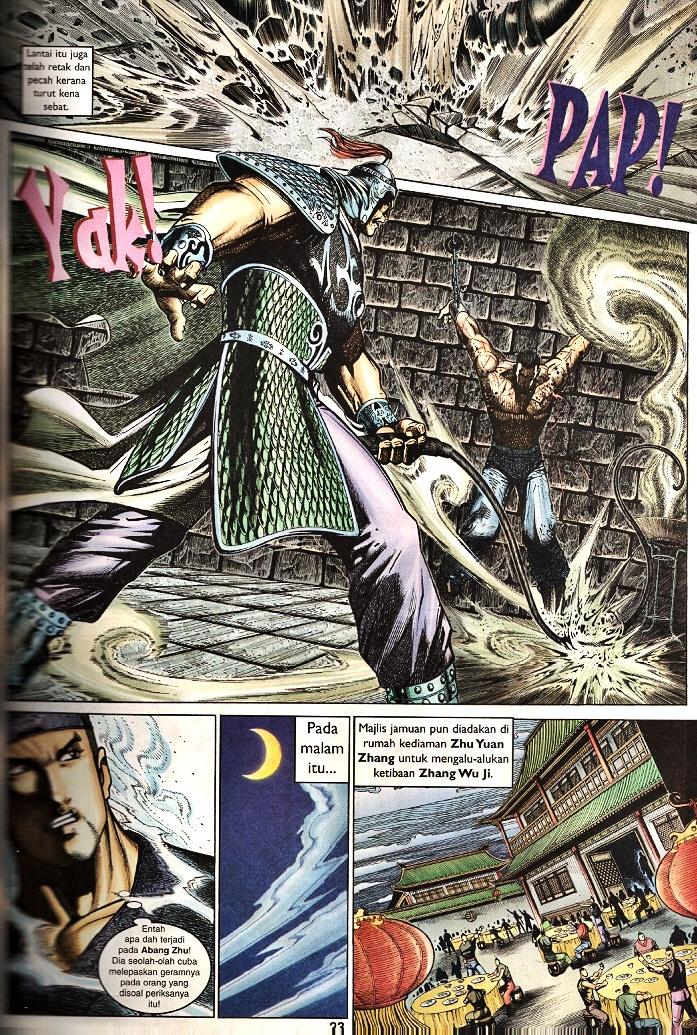 Lantai itu juga
telah retak dan
pecah kerana
turut kena
sebat.
PAP!
Yak!
Entah
apa dah terjadi
pada Abang Zhu!
Dia seolah-olah cuba
melepaskan geramnya
pada orang yang
disoal periksanya
itu!
Pada
malam
itu...
Majlis jamuan pun diadakan di
rumah kediaman Zhu Yuan
Zhang untuk mengalu-alukan
ketibaan Zhang Wu Ji.